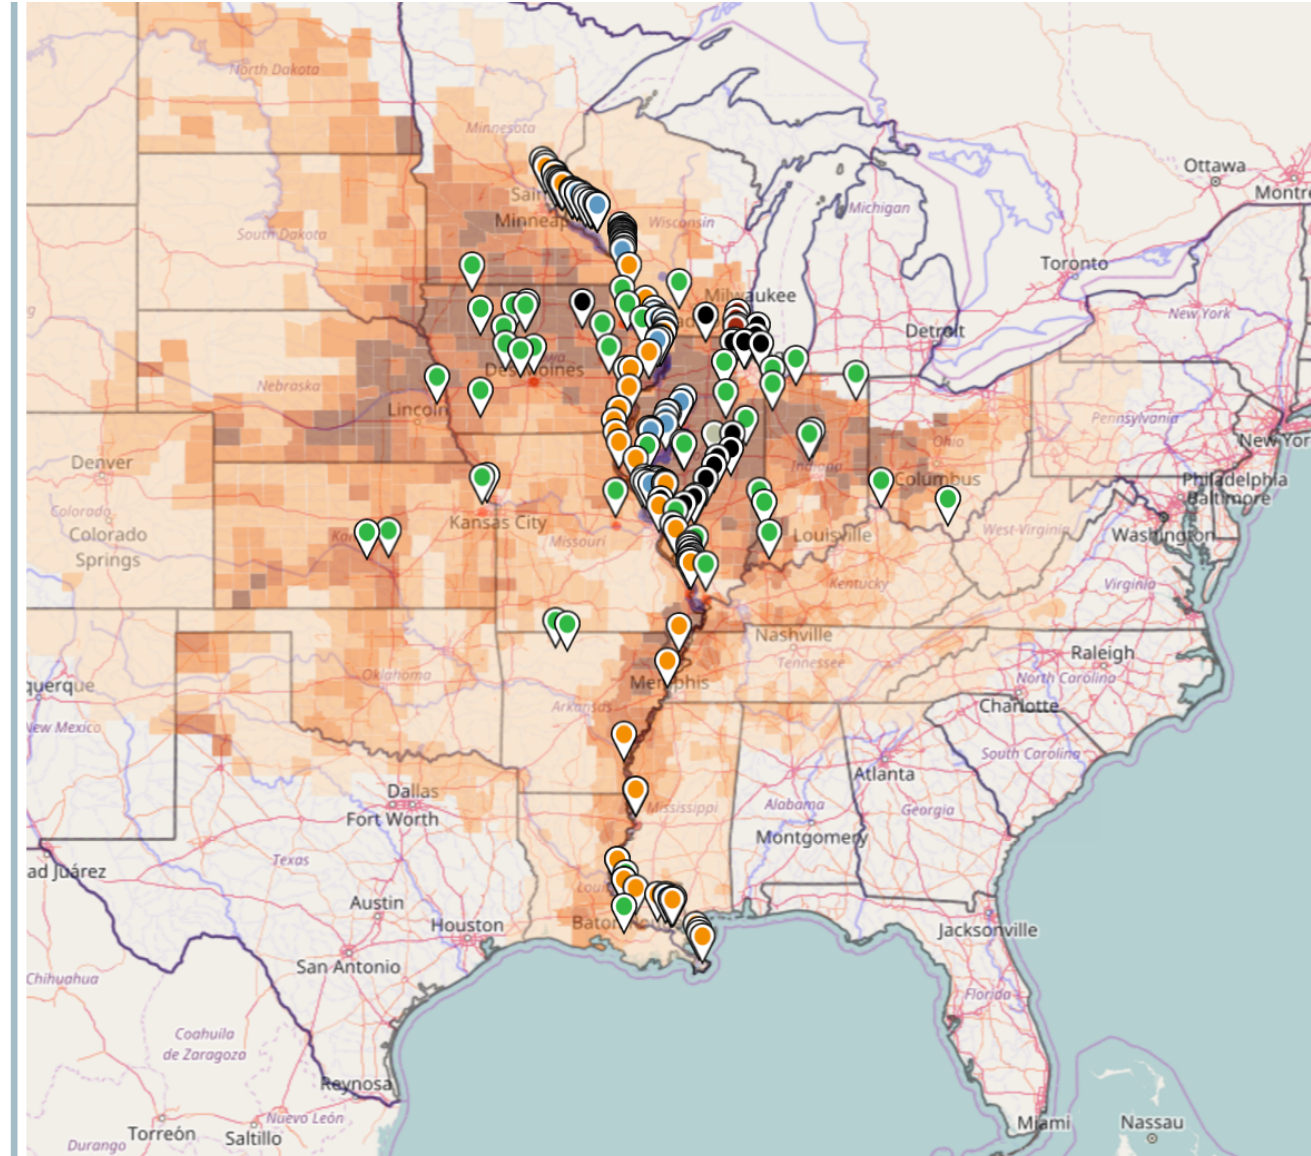 North Dakota
Minnesota
Ottawa
Montre
Sain
Minneap
Wisconsin
Michigan
South Dakota
Toronto
Milwaukee
New York
Detroit
Iowa
Des Moines
Nebraska
Lincoln
Pennsylvania
New York
Ohio
Denver
Indiana
Columbus
Philadelphia
Baltimore
Colorado
Kansas City
West-Virginia
Colorado
Springs
Missouri
Louisville
Washington
Kentucky
Virginia
Nashville
Tennessee
Raleigh
Oklahoma
querque
Memphis
North Carolina
Arkansas
Charlotte
New Mexico
South Carolina
Atlanta
Dallas
Fort Worth
Mississippi
Alabama
Georgia
Montgomery
Texas
ad Juárez
Austin
Houston
Baton
Jacksonville
San Antonio
Chihuahua
Florida
Coahuila
de Zaragoza
Reynosa
Nuevo León
Miami
Nassau
Torreón
Saltillo
Durango